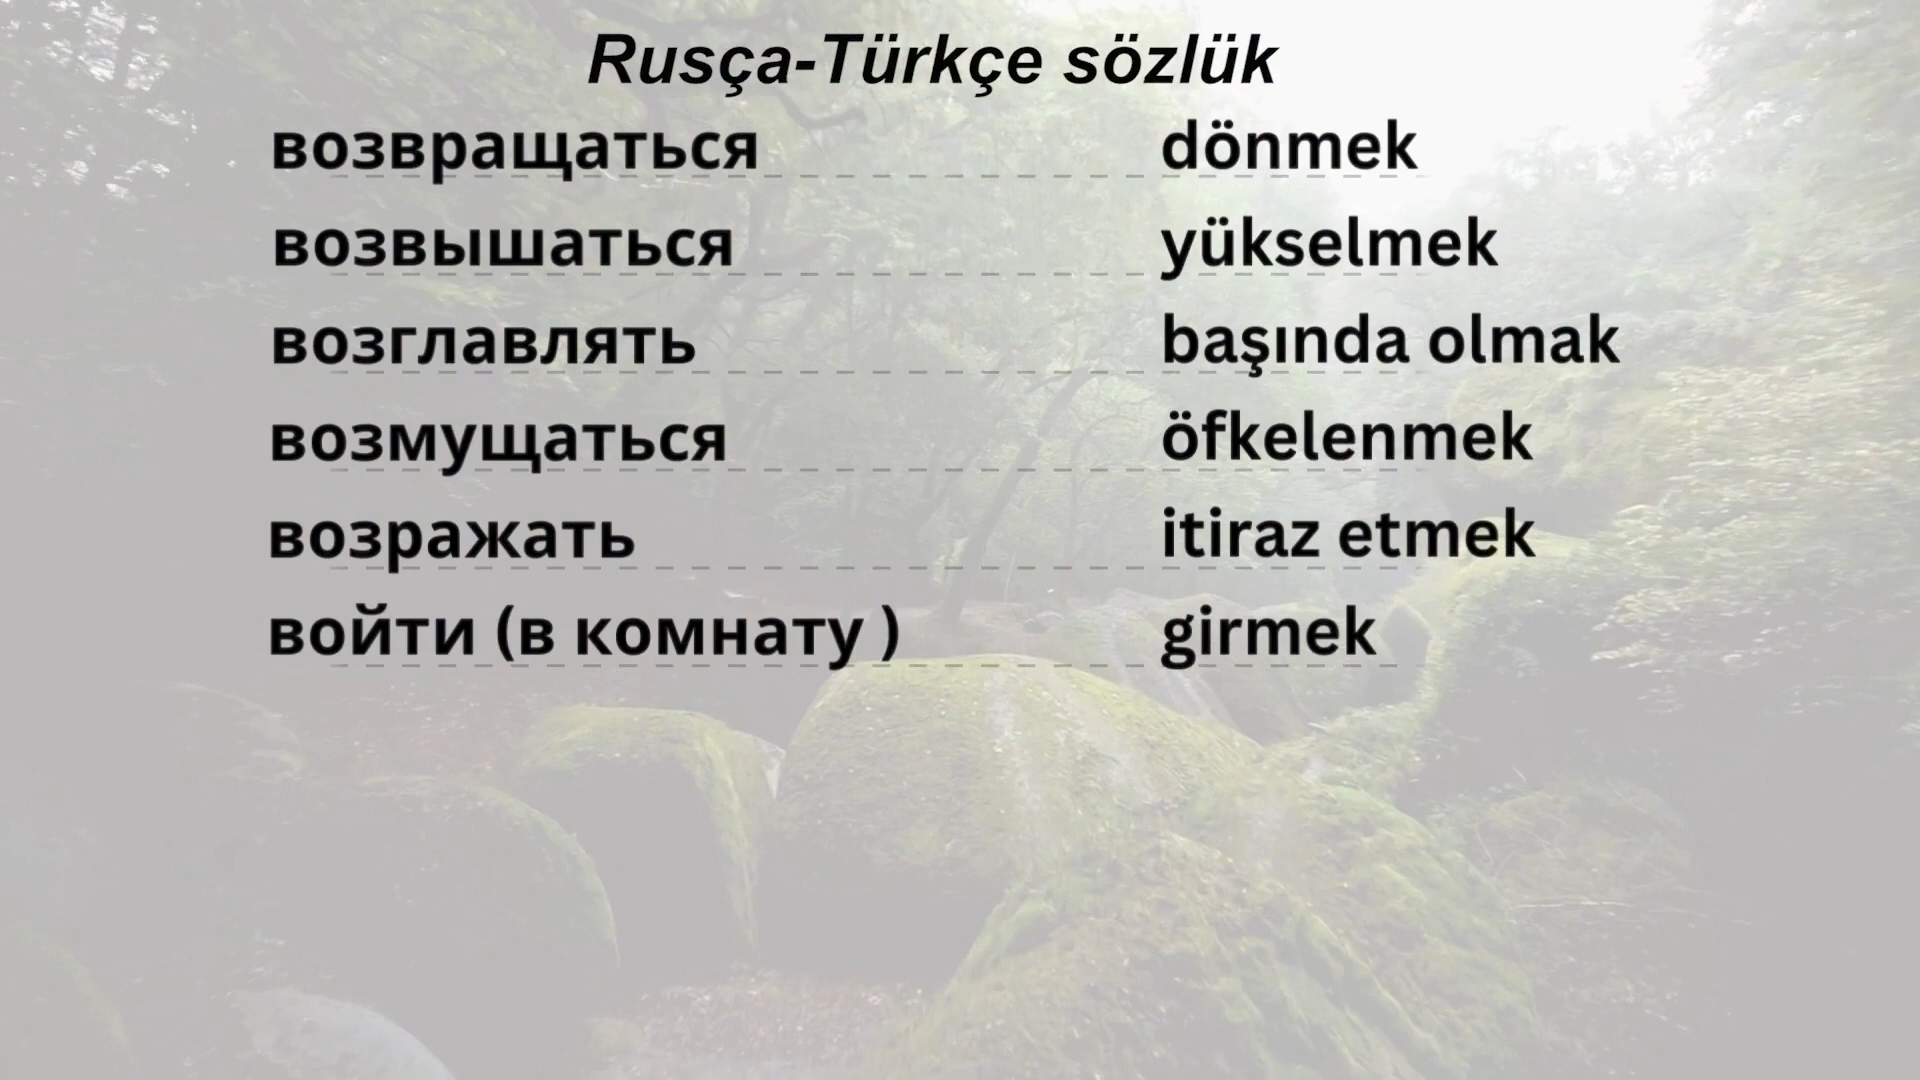 Rusça-Türkçe sözlük
возвращаться dönmek
возвышаться yükselmek
возглавлять başında olmak
возмущаться öfkelenmek
возражать itiraz etmek
войти (в комнату ) girmek